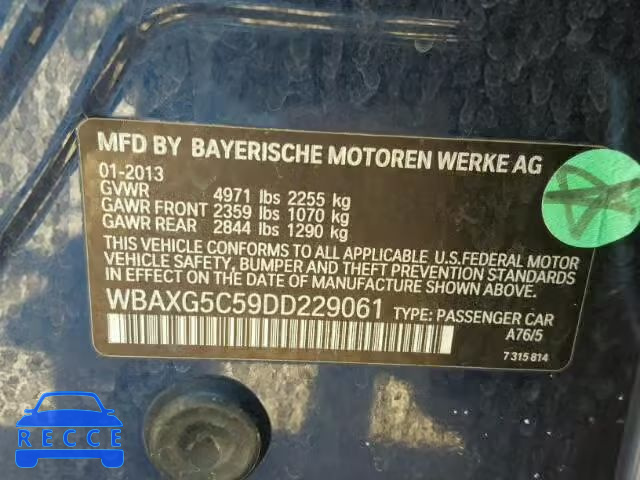 MFD BY BAYERISCHE MOTOREN WERKE AG
01-2013
GVWR 4971 lbs 2255 kg
GAWR FRONT 2359 lbs 1070 kg
GAWR REAR 2844 lbs 1290 kg
THIS VEHICLE CONFORMS TO ALL APPLICABLE U.S.FEDERAL MOTOR
VEHICLE SAFETY, BUMPER AND THEFT PREVENTION STANDARDS
IN EFFECT ON THE DATE OF MANUFACTURE SHOWN ABOVE.
WBAXG5C59DD229061 TYPE: PASSENGER CAR
A76/5
7 315 814
RECCE